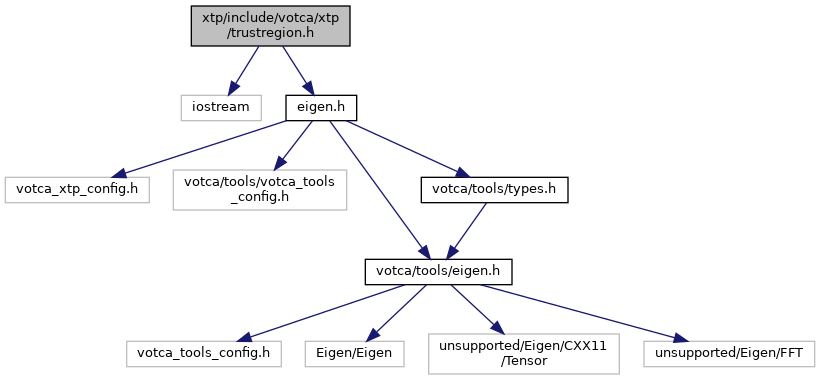 xtp/include/votca/xtp
/trustregion.h
iostream
eigen.h
votca_xtp_config.h
votca/tools/votca_tools
_config.h
votca/tools/types.h
votca/tools/eigen.h
votca_tools_config.h
Eigen/Eigen
unsupported/Eigen/CXX11
/Tensor
unsupported/Eigen/FFT